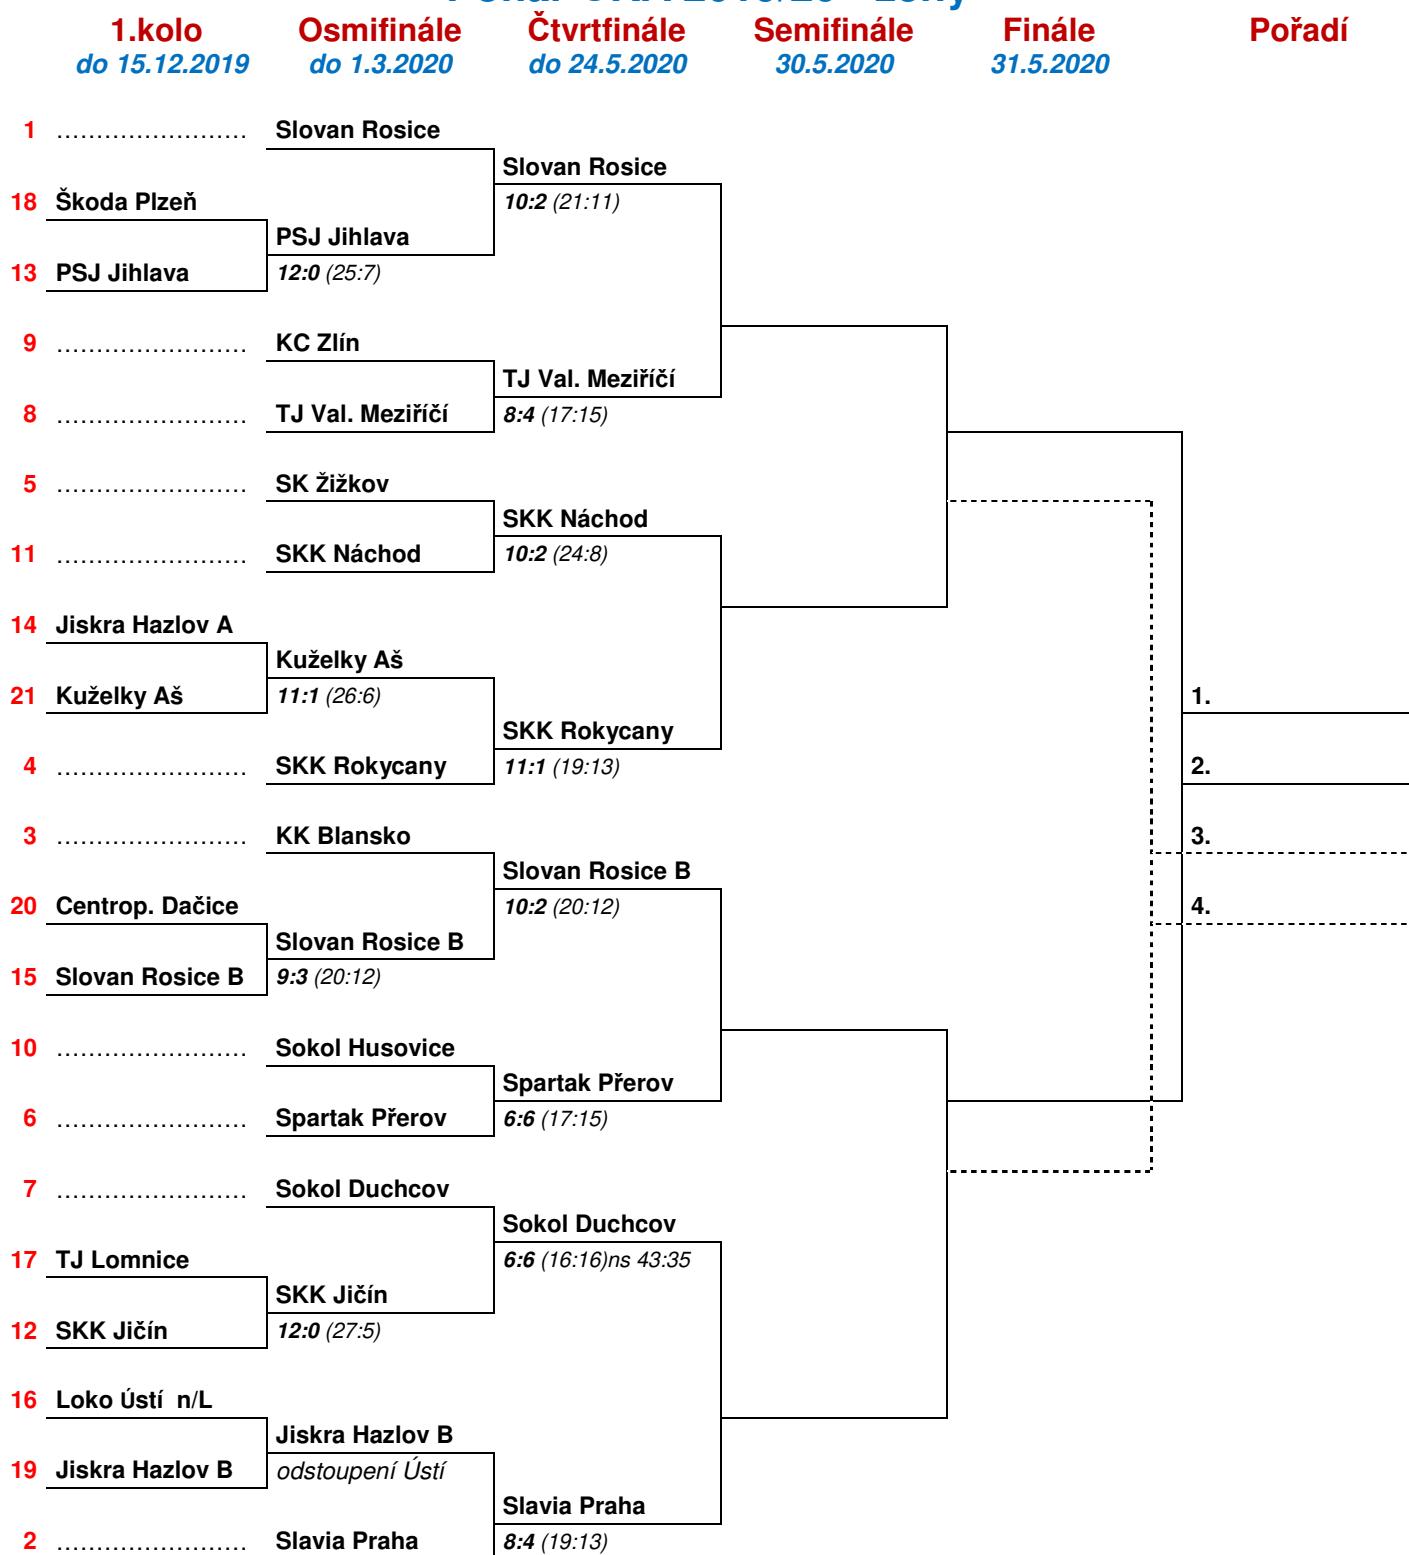 1.kolo Osmifinále Čtvrtfinále Semifinále Finále Pořadí
do 15.12.2019 do 1.3.2020 do 24.5.2020 30.5.2020 31.5.2020
1 ........................ Slovan Rosice
Slovan Rosice
18 Škoda Plzeň 10:2 (21:11)
PSJ Jihlava
13 PSJ Jihlava 12:0 (25:7)
9 ........................ KC Zlín
TJ Val. Meziříčí
8 ........................ TJ Val. Meziříčí 8:4 (17:15)
5 ........................ SK Žižkov
SKK Náchod
11 ........................ SKK Náchod 10:2 (24:8)
14 Jiskra Hazlov A
Kuželky Aš
21 Kuželky Aš 11:1 (26:6) 1.
SKK Rokycany
4 ........................ SKK Rokycany 11:1 (19:13) 2.
3 ........................ KK Blansko 3.
Slovan Rosice B
20 Centrop. Dačice 10:2 (20:12) 4.
Slovan Rosice B
15 Slovan Rosice B 9:3 (20:12)
10 ........................ Sokol Husovice
Spartak Přerov
6 ........................ Spartak Přerov 6:6 (17:15)
7 ........................ Sokol Duchcov
Sokol Duchcov
17 TJ Lomnice 6:6 (16:16)ns 43:35
SKK Jičín
12 SKK Jičín 12:0 (27:5)
16 Loko Ústí n/L
Jiskra Hazlov B
19 Jiskra Hazlov B odstoupení Ústí
Slavia Praha
2 ........................ Slavia Praha 8:4 (19:13)